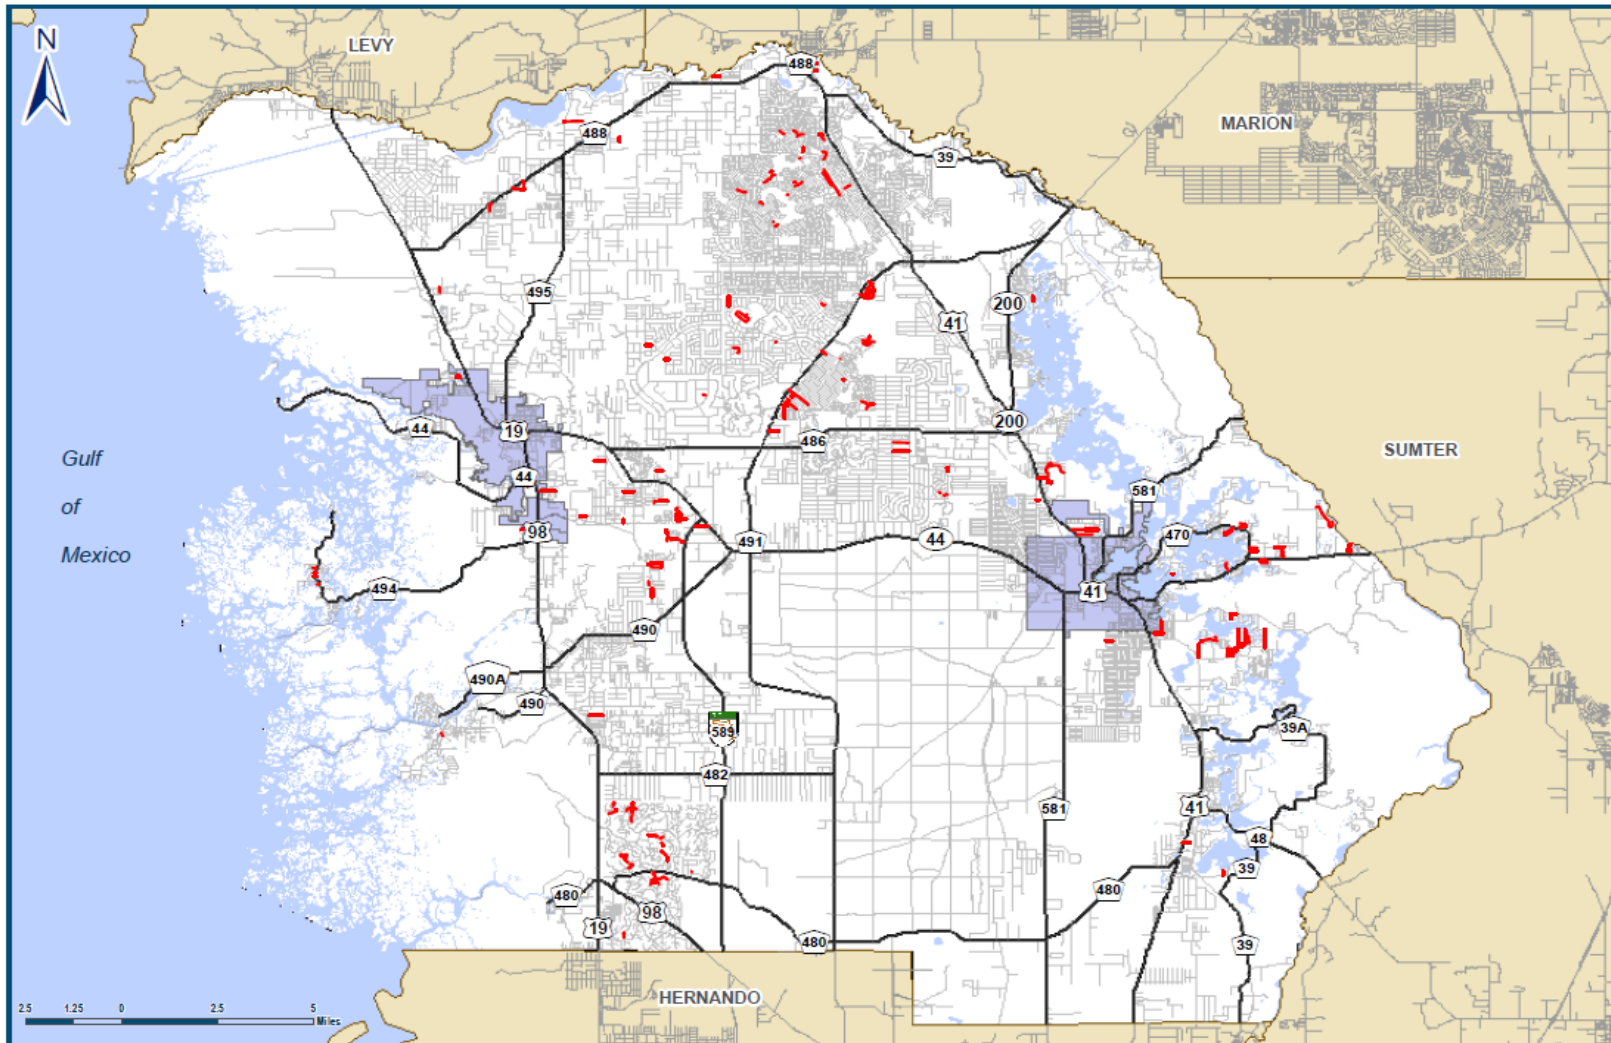 N
LEVY
488
MARION
488
39
495
200
41
200
19
44
486
SUMTER
Gulf
of
Mexico
44
581
98
491
44
470
494
41
490
490A
490
589
39A
482
581
41
48
39
480
98
480
19
480
39
HERNANDO
2.5 1.25 0 2.5 5
Miles